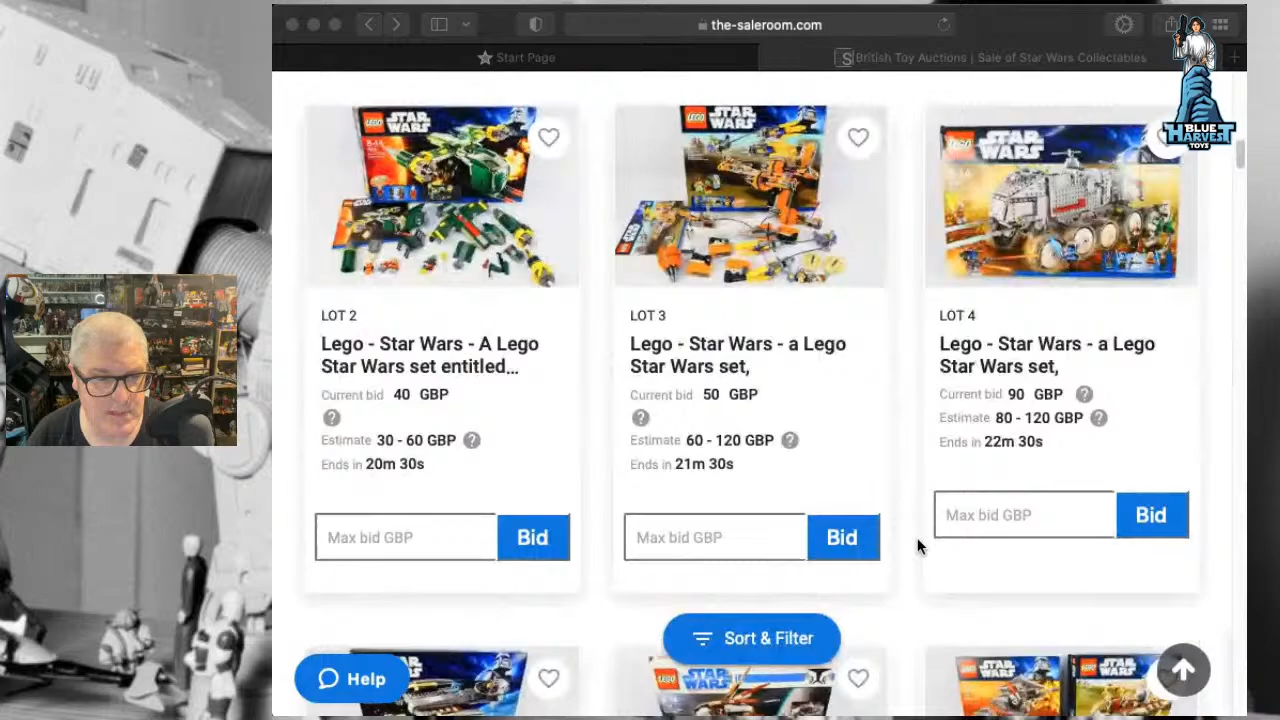 the-saleroom.com
Start Page
S British Toy Auctions | Sale of Star Wars Collectables
BLUE
HARVEST
TOYS
LEGO STAR WARS
LEGO STAR WARS
LEGO STAR WARS
LOT 2
Lego - Star Wars - A Lego
Star Wars set entitled...
Current bid 40 GBP
?
Estimate 30 - 60 GBP ?
Ends in 20m 30s
Max bid GBP Bid
LOT 3
Lego - Star Wars - a Lego
Star Wars set,
Current bid 50 GBP
?
Estimate 60 - 120 GBP ?
Ends in 21m 30s
Max bid GBP Bid
LOT 4
Lego - Star Wars - a Lego
Star Wars set,
Current bid 90 GBP ?
Estimate 80 - 120 GBP ?
Ends in 22m 30s
Max bid GBP Bid
Sort & Filter
Help
LEGO STAR WARS
STAR WARS
STAR WARS